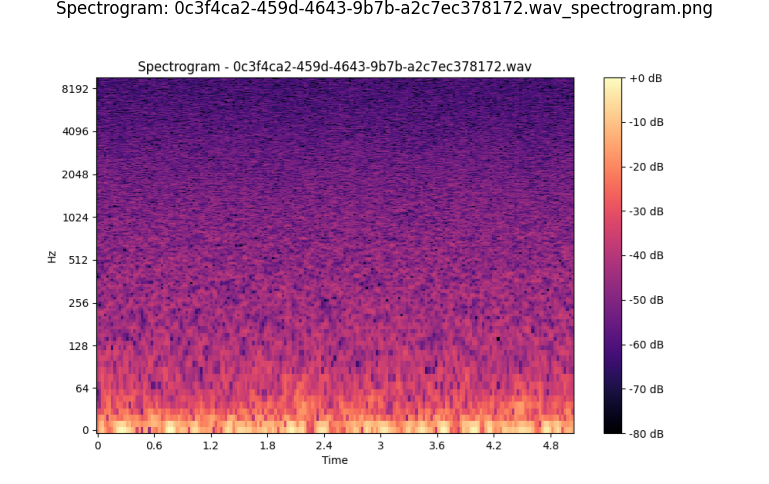 Spectrogram: 0c3f4ca2-459d-4643-9b7b-a2c7ec378172.wav_spectrogram.png
Spectrogram - 0c3f4ca2-459d-4643-9b7b-a2c7ec378172.wav
8192
4096
2048
1024
512
256
128
64
0
Hz
0 0.6 1.2 1.8 2.4 3 3.6 4.2 4.8
Time
+0 dB
-10 dB
-20 dB
-30 dB
-40 dB
-50 dB
-60 dB
-70 dB
-80 dB